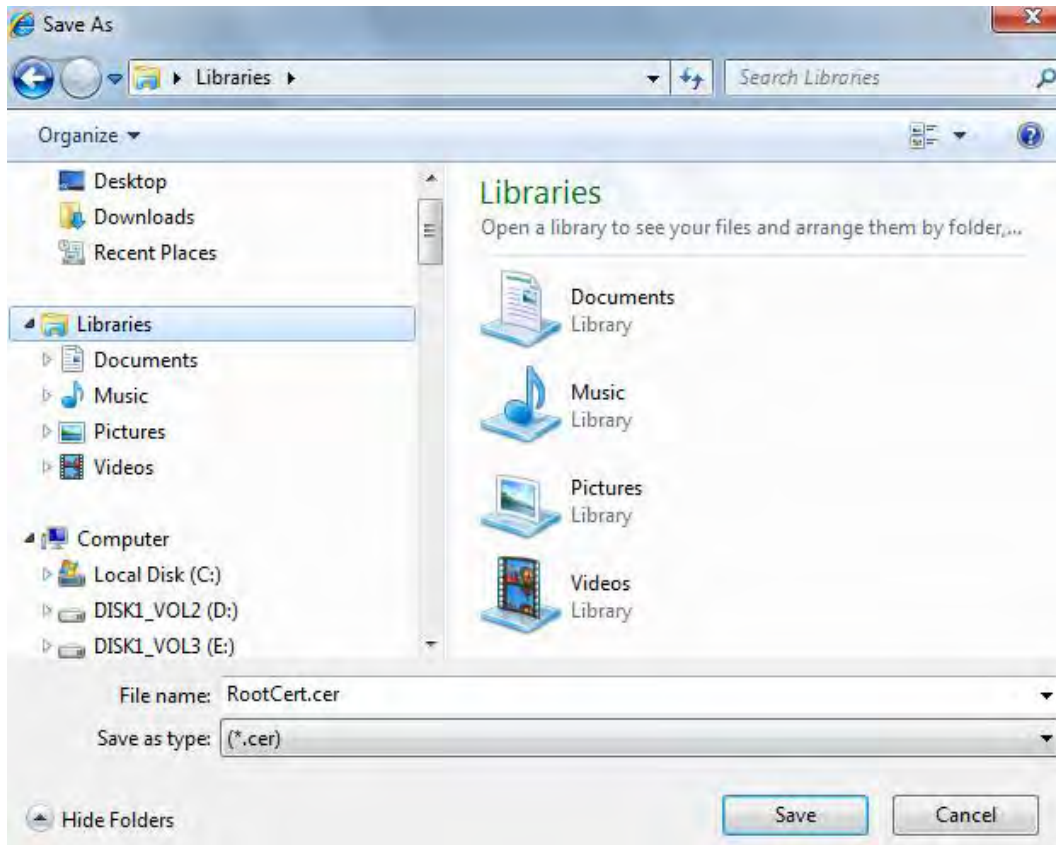 Save As
Libraries
Search Libraries
Organize
Desktop
Downloads
Recent Places
Libraries
Documents
Music
Pictures
Videos
Computer
Local Disk (C:)
DISK1_VOL2 (D:)
DISK1_VOL3 (E:)
Libraries
Open a library to see your files and arrange them by folder,...
Documents
Library
Music
Library
Pictures
Library
Videos
Library
File name: RootCert.cer
Save as type: (*.cer)
Hide Folders
Save
Cancel